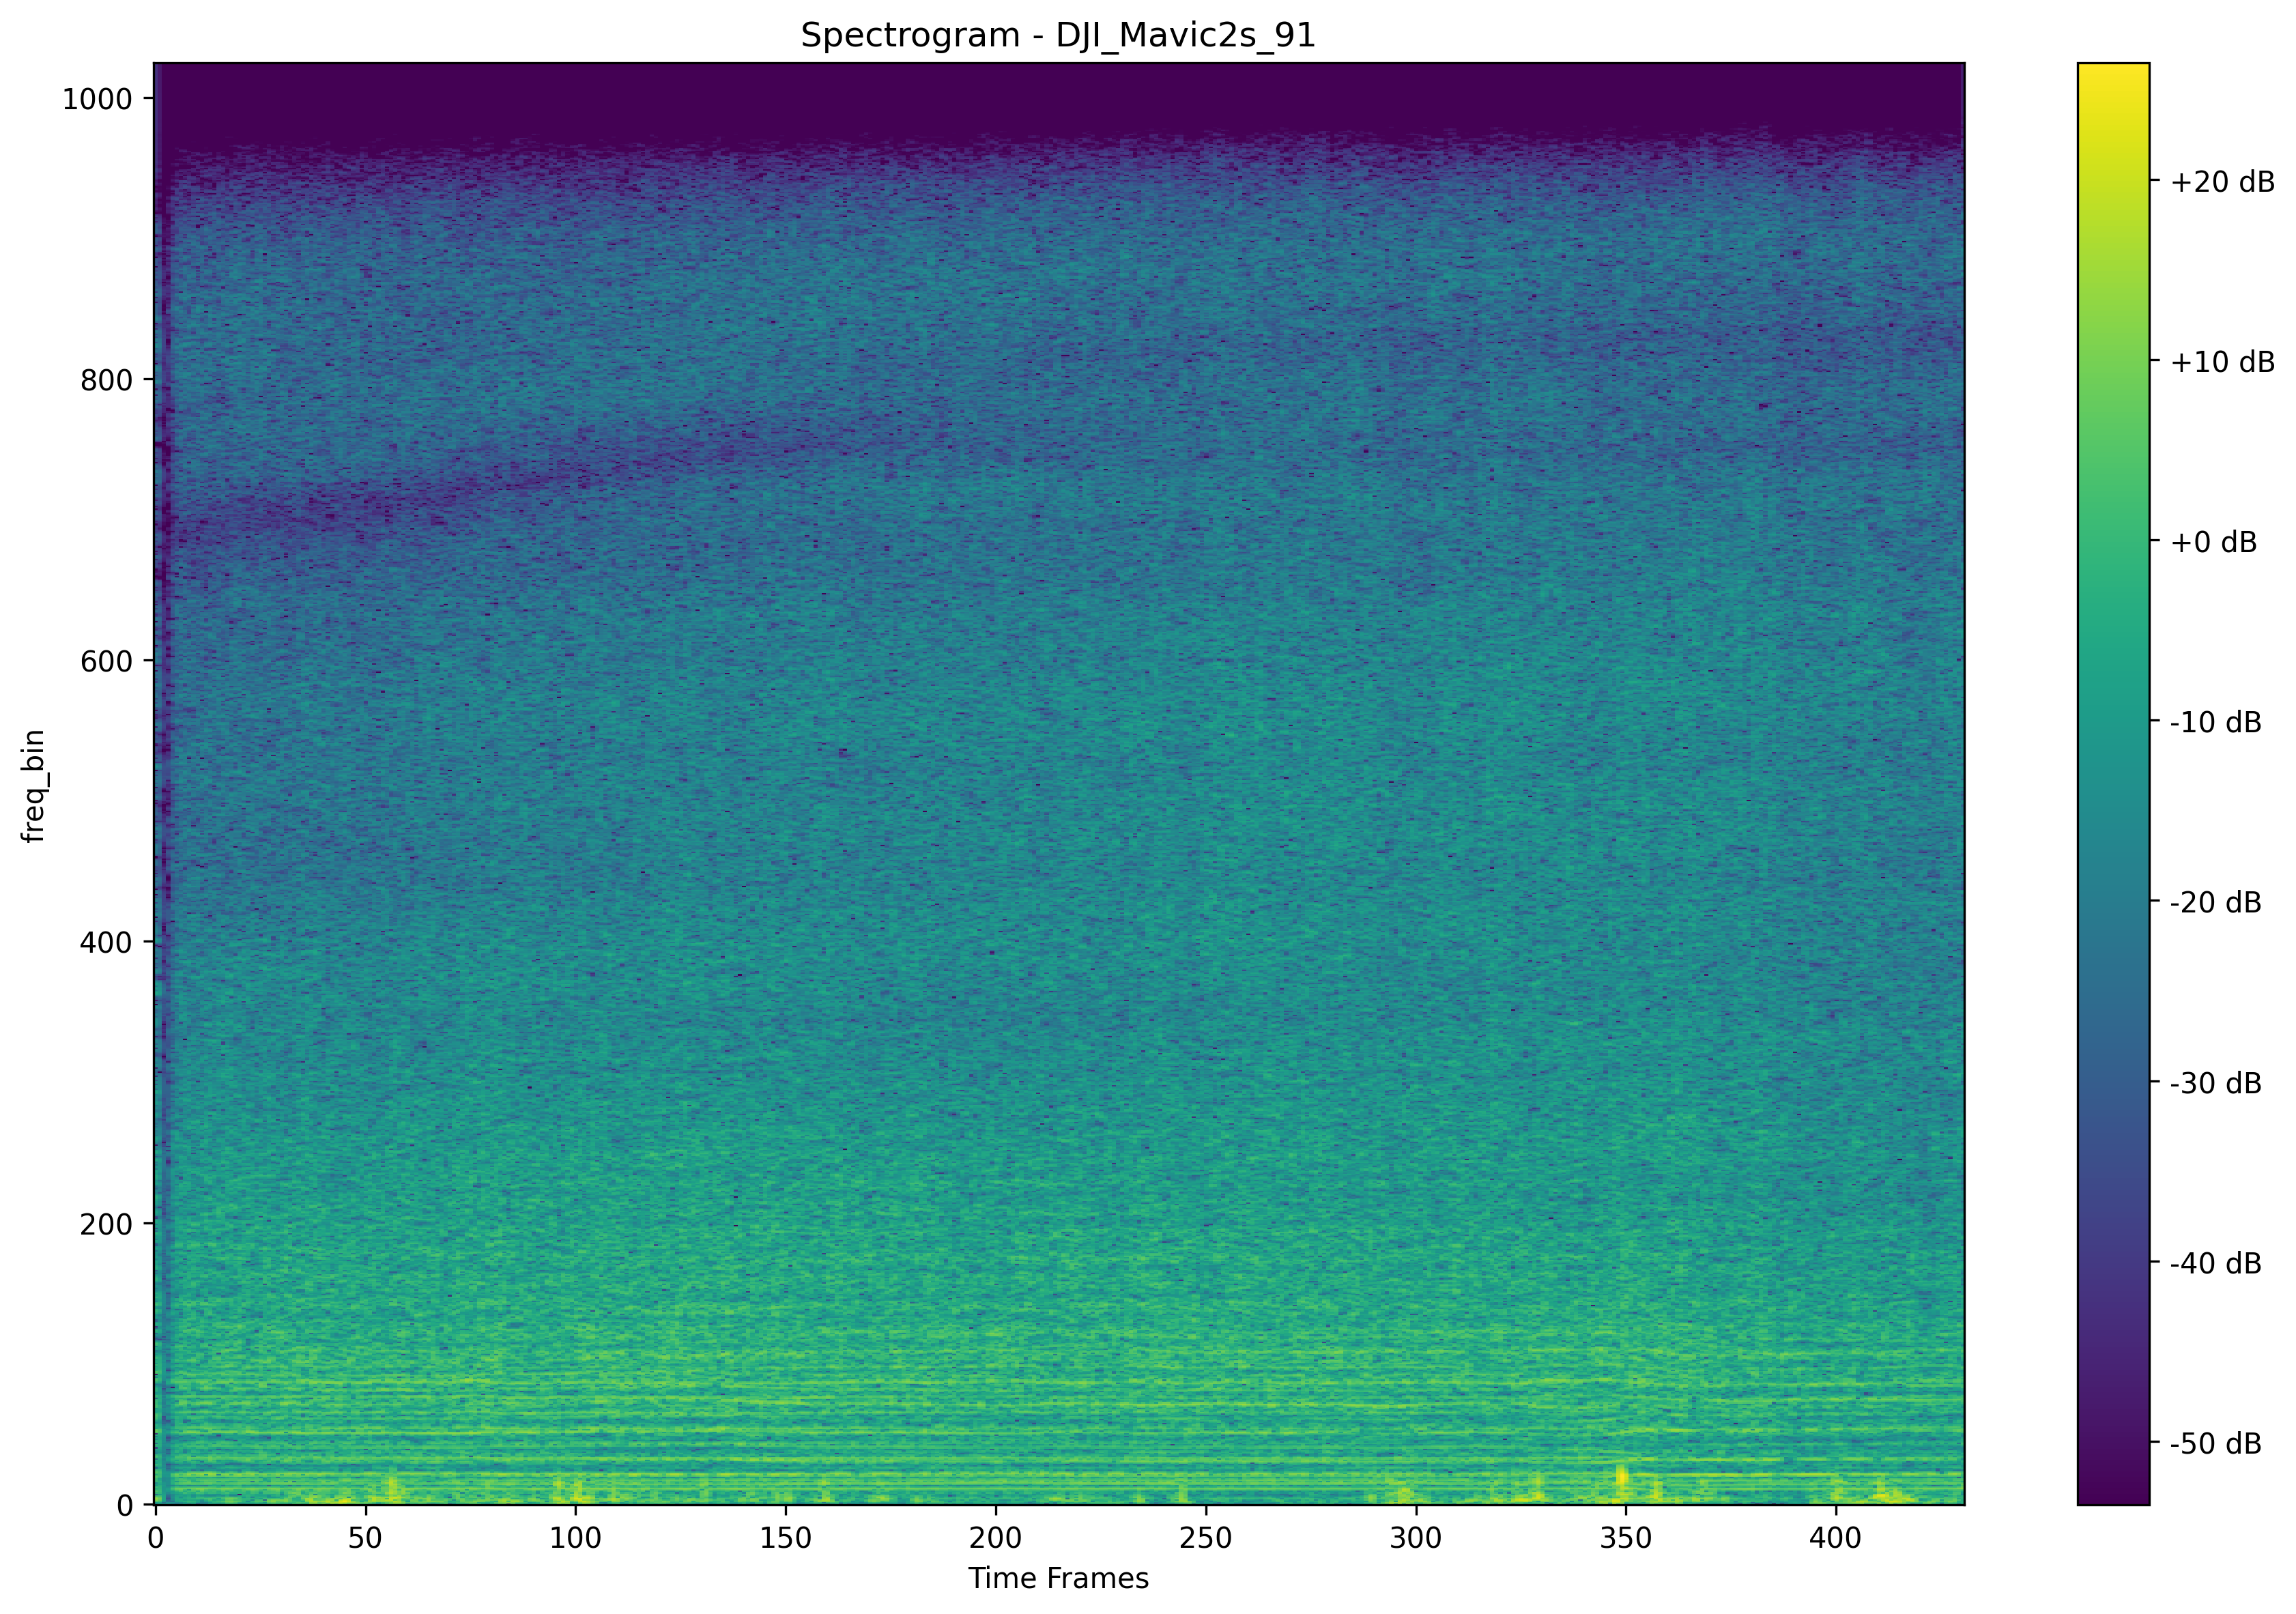 Spectrogram - DJI_Mavic2s_91
1000
800
600
400
200
0
freq_bin
0 50 100 150 200 250 300 350 400
Time Frames
+20 dB
+10 dB
+0 dB
-10 dB
-20 dB
-30 dB
-40 dB
-50 dB